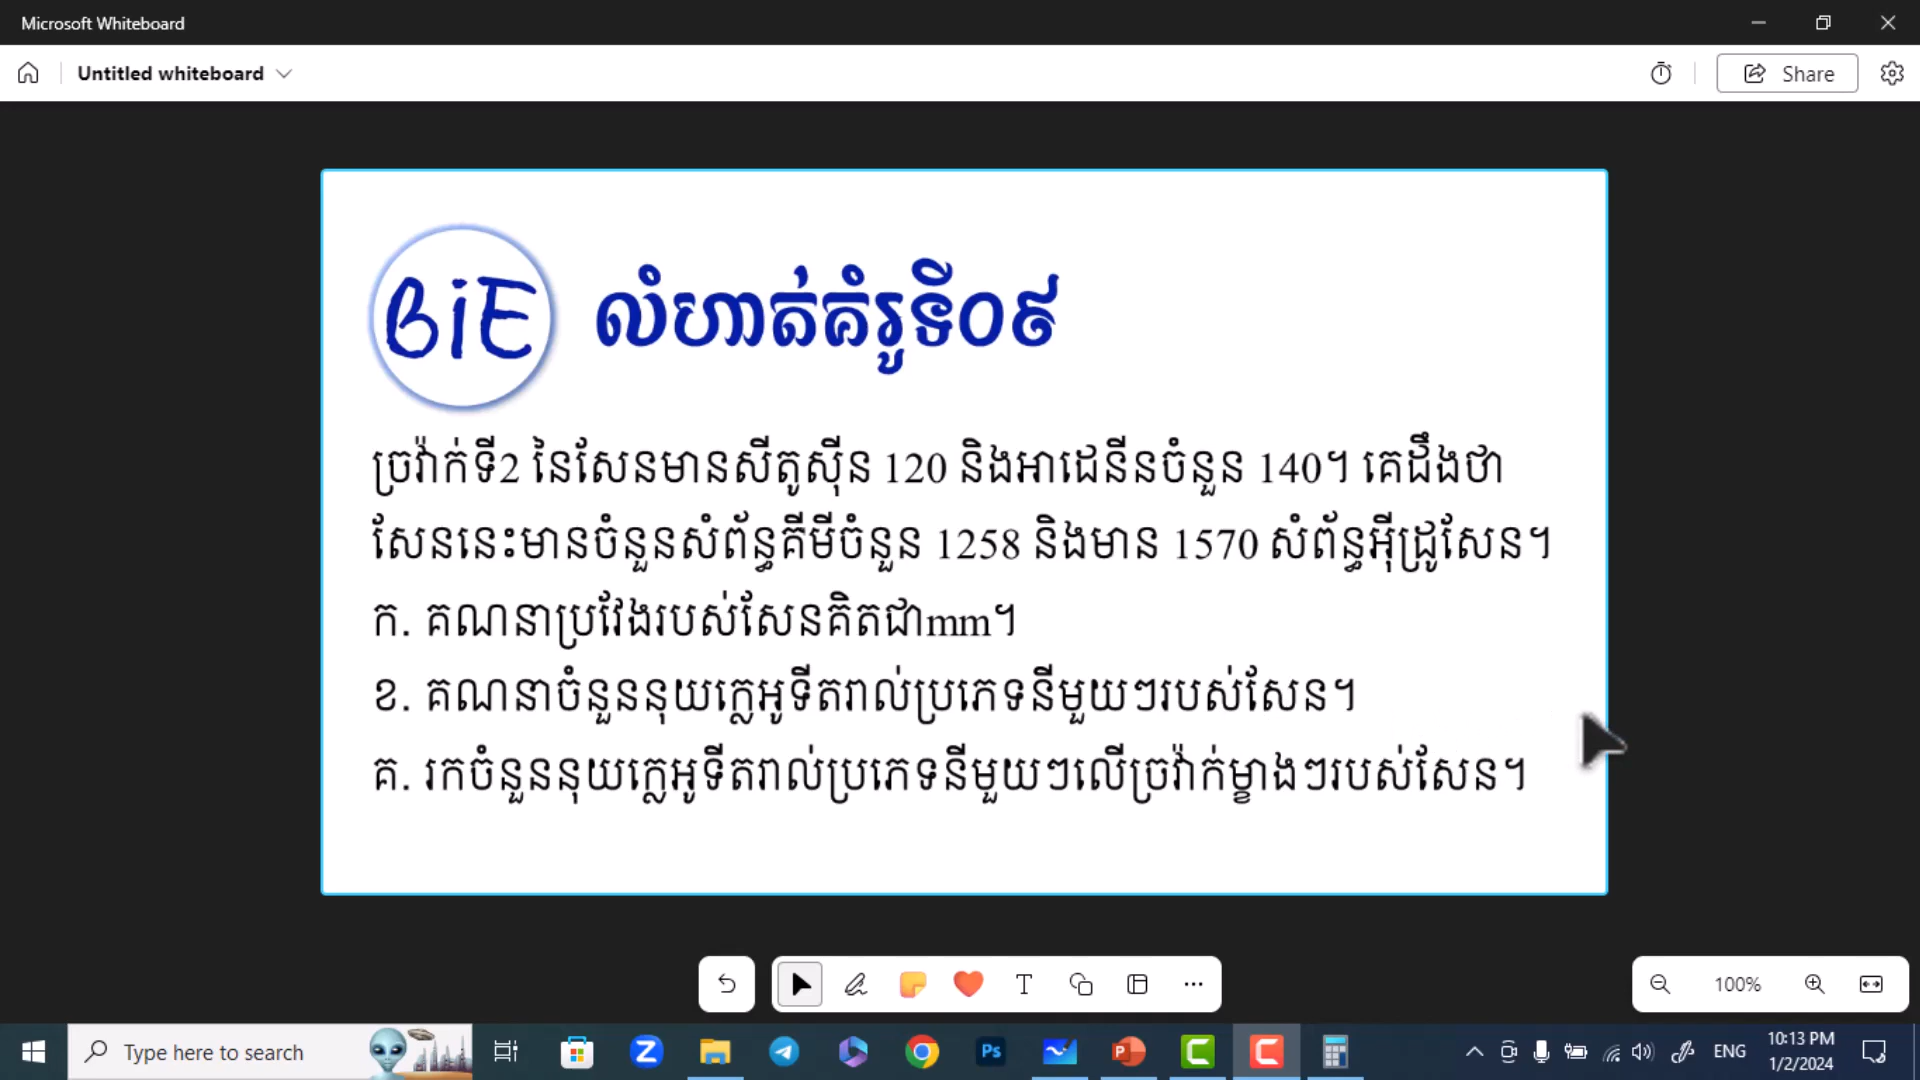 Microsoft Whiteboard
Untitled whiteboard
Share
BiE
លំហាត់គំរូទី០៩
ច្រវ៉ាក់ទី2 នៃសែនមានសីតូស៊ីន 120 និងអាដេនីនចំនួន 140។ គេដឹងថា
សែននេះមានចំនួនសំព័ន្ធគីមីចំនួន 1258 និងមាន 1570 សំព័ន្ធអ៊ីដ្រូសែន។
ក. គណនាប្រវែងរបស់សែនគិតជាmm។
ខ. គណនាចំនួននុយក្លេអូទីតរាល់ប្រភេទនីមួយៗរបស់សែន។
គ. រកចំនួននុយក្លេអូទីតរាល់ប្រភេទនីមួយៗលើច្រវ៉ាក់ម្ខាងៗរបស់សែន។
100%
Type here to search
Z
Ps
P
C
C
ENG
10:13 PM
1/2/2024